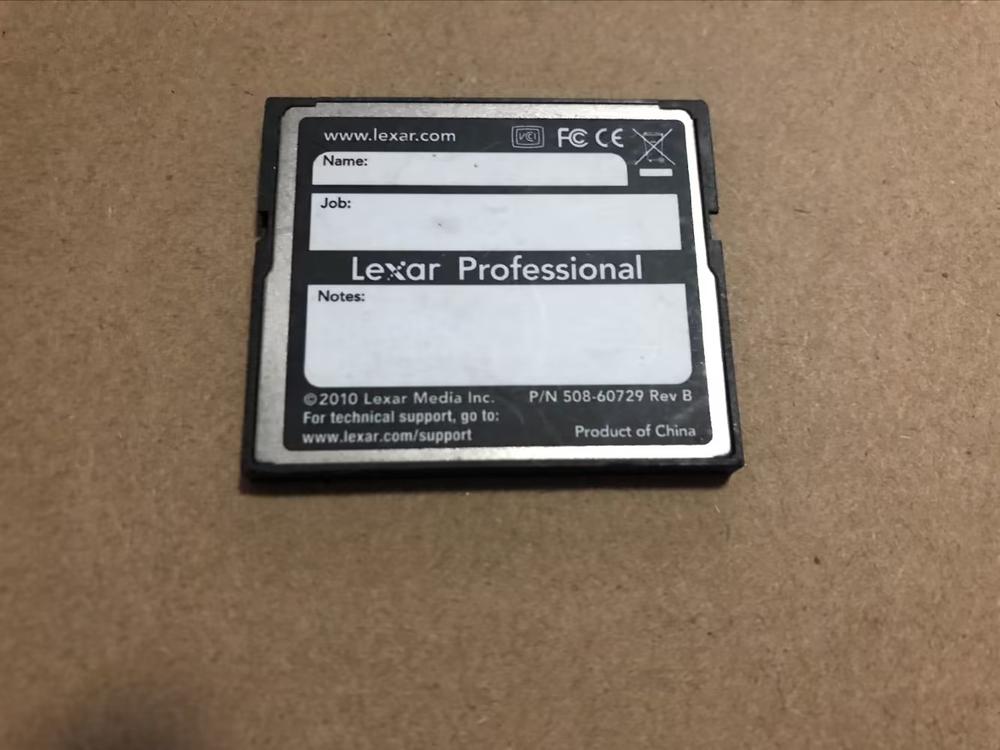 www.lexar.com VCI FC CE
Name:
Job:
Lexar Professional
Notes:
©2010 Lexar Media Inc. P/N 508-60729 Rev B
For technical support, go to:
www.lexar.com/support Product of China